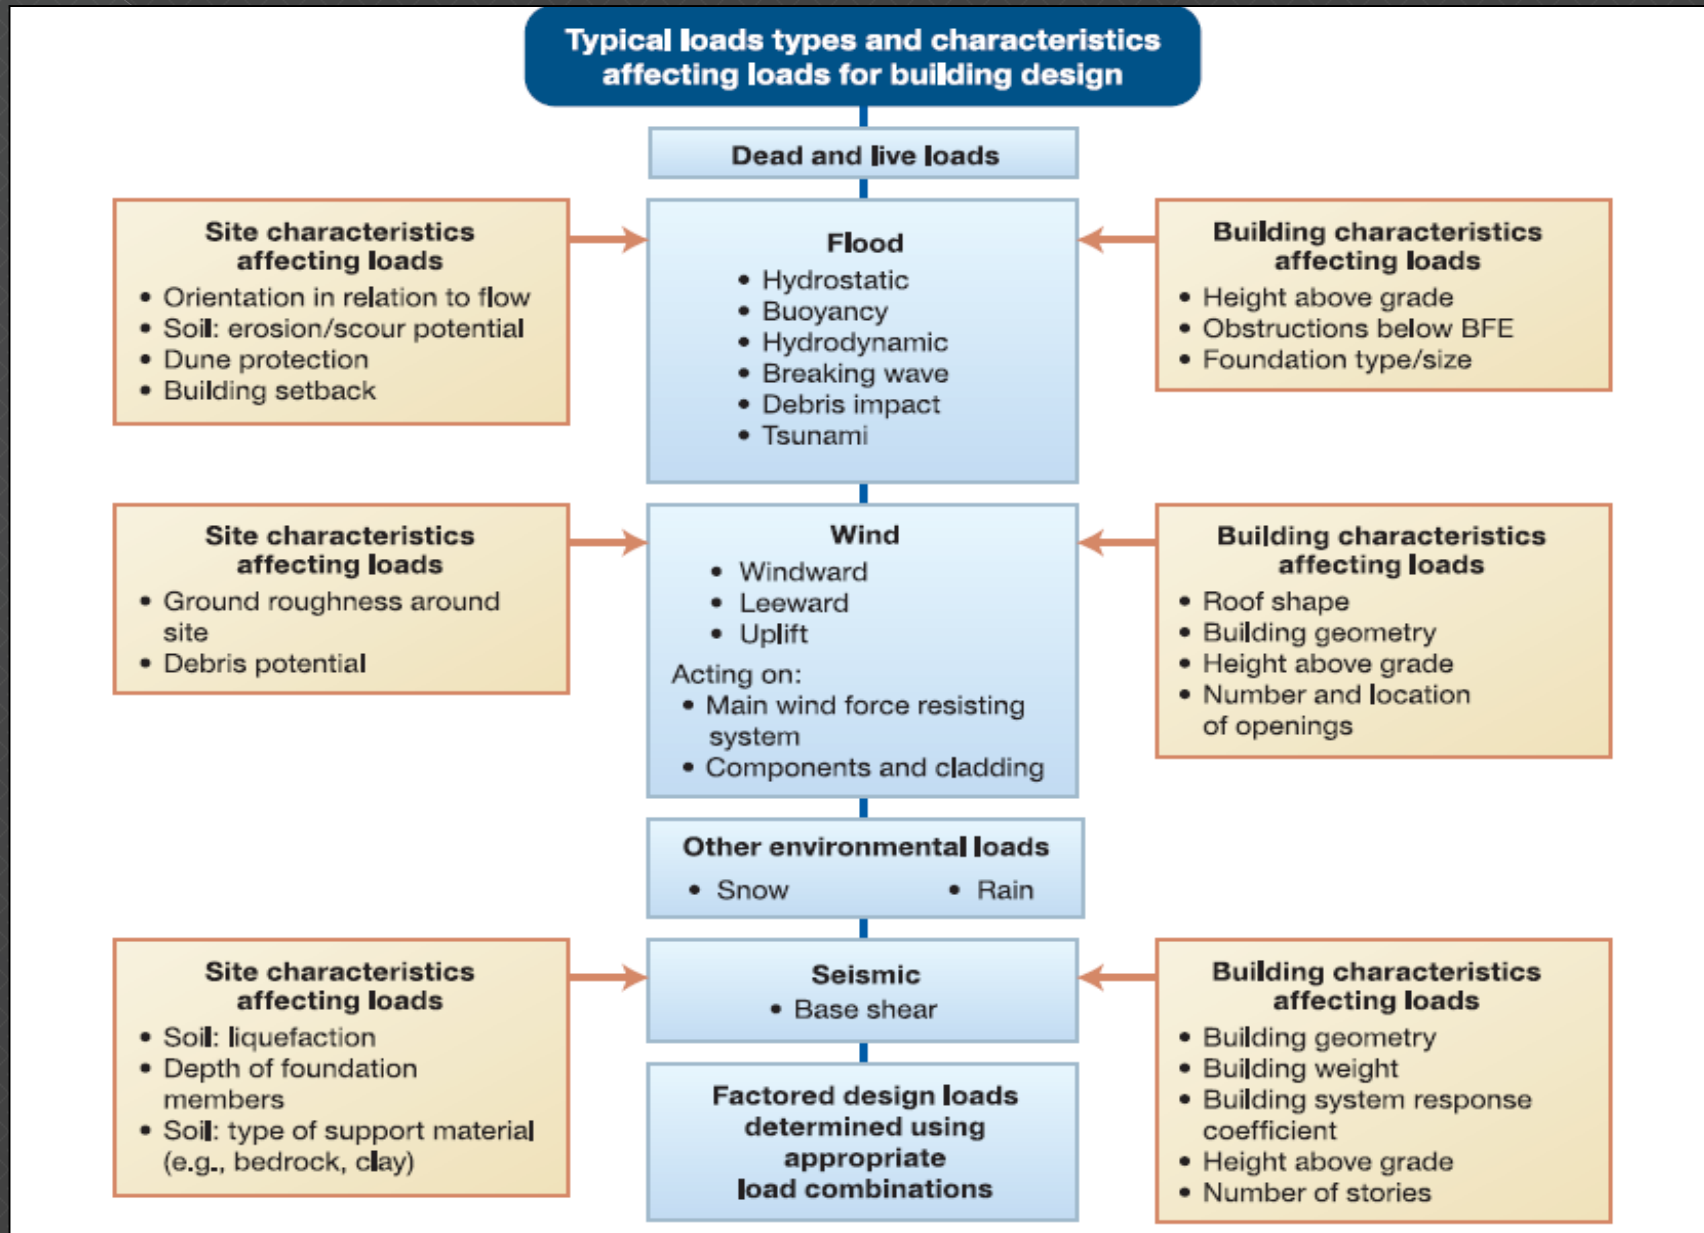 Typical loads types and characteristics
affecting loads for building design
Dead and live loads
Site characteristics
affecting loads
• Orientation in relation to flow
• Soil: erosion/scour potential
• Dune protection
• Building setback
Flood
• Hydrostatic
• Buoyancy
• Hydrodynamic
• Breaking wave
• Debris impact
• Tsunami
Building characteristics
affecting loads
• Height above grade
• Obstructions below BFE
• Foundation type/size
Site characteristics
affecting loads
• Ground roughness around
site
• Debris potential
Wind
• Windward
• Leeward
• Uplift
Acting on:
• Main wind force resisting
system
• Components and cladding
Building characteristics
affecting loads
• Roof shape
• Building geometry
• Height above grade
• Number and location
of openings
Other environmental loads
• Snow • Rain
Site characteristics
affecting loads
• Soil: liquefaction
• Depth of foundation
members
• Soil: type of support material
(e.g., bedrock, clay)
Seismic
• Base shear
Building characteristics
affecting loads
• Building geometry
• Building weight
• Building system response
coefficient
• Height above grade
• Number of stories
Factored design loads
determined using
appropriate
load combinations